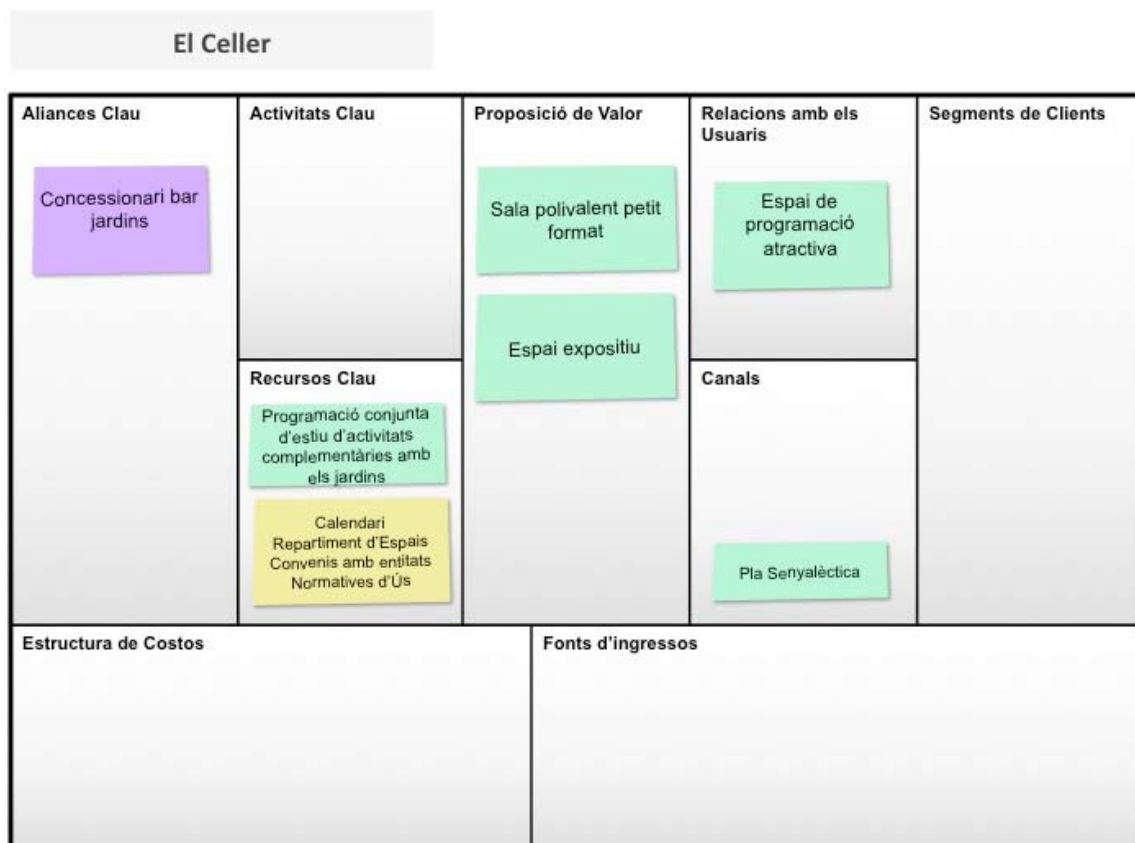 El Celler
Aliances Clau
Concessionari bar
jardins
Activitats Clau
Recursos Clau
Programació conjunta
d'estiu d'activitats
complementàries amb
els jardins
Calendari
Repartiment d'Espais
Convenis amb entitats
Normatives d'Ús
Proposició de Valor
Sala polivalent petit
format
Espai expositiu
Relacions amb els
Usuaris
Espai de
programació
atractiva
Canals
Pla Senyalèctica
Segments de Clients
Estructura de Costos
Fonts d'ingressos